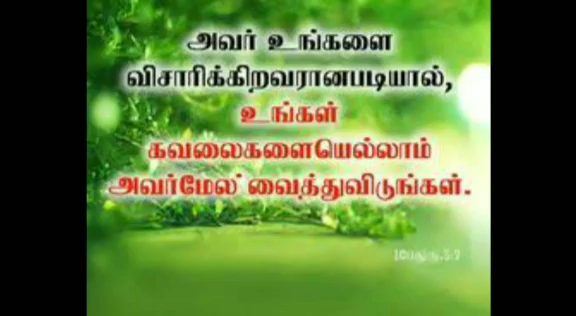 அவர் உங்களை
விசாரிக்கிறவரானபடியால்,
உங்கள்
கவலைகளையெல்லாம்
அவர்மேல் வைத்துவிடுங்கள்.